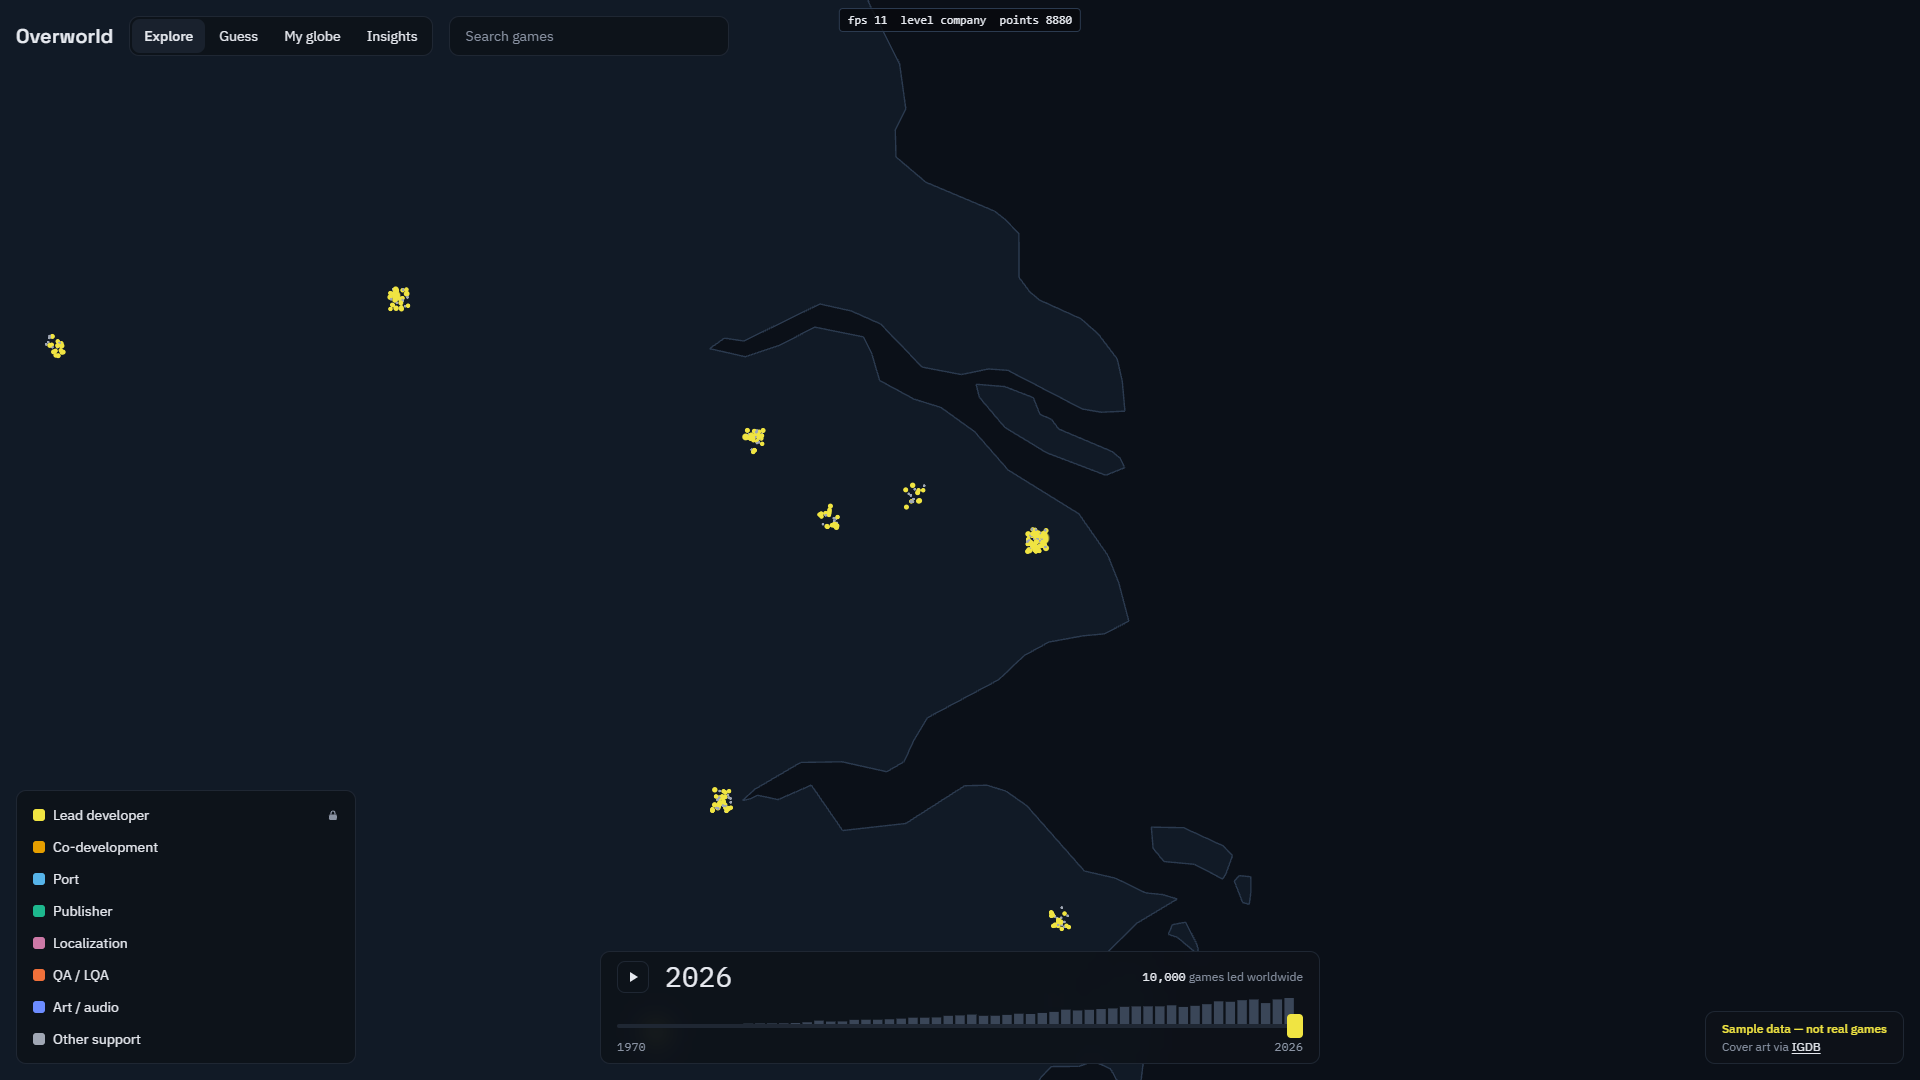 Overworld
Explore
Guess
My globe
Insights
Search games
fps 11 level company points 8880
Lead developer
Co-development
Port
Publisher
Localization
QA / LQA
Art / audio
Other support
2026
10,000 games led worldwide
1970
2026
Sample data — not real games
Cover art via IGDB